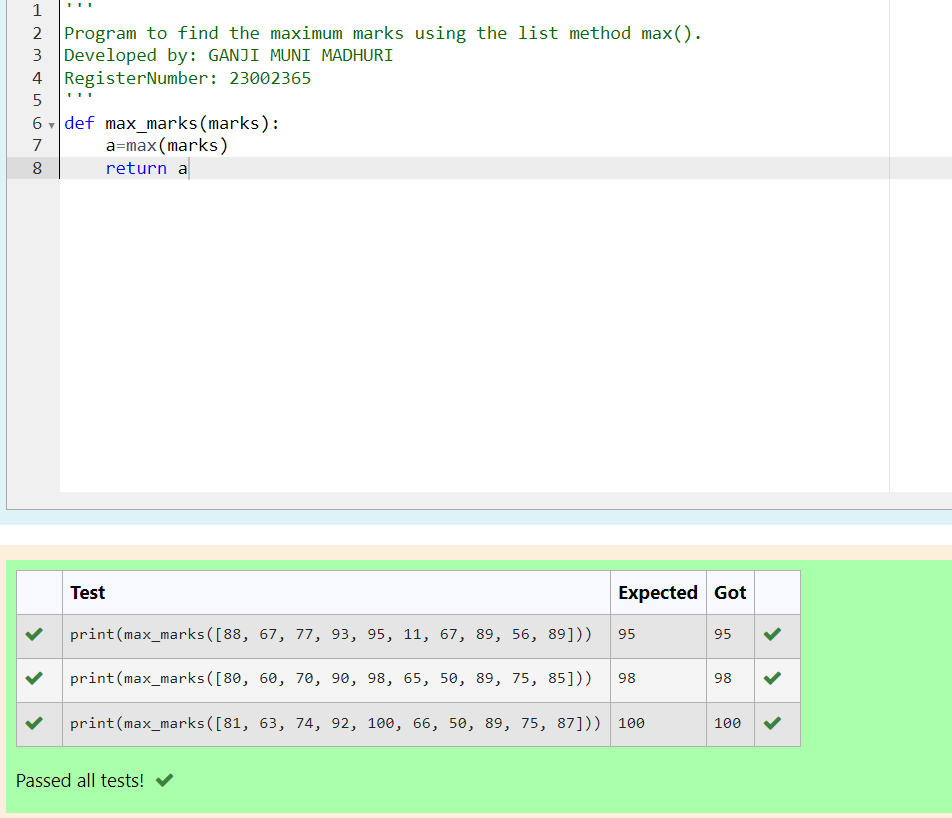 1 '''
2 Program to find the maximum marks using the list method max().
3 Developed by: GANJI MUNI MADHURI
4 RegisterNumber: 23002365
5 '''
6 def max_marks(marks):
7     a=max(marks)
8     return a
Test Expected Got
print(max_marks([88, 67, 77, 93, 95, 11, 67, 89, 56, 89])) 95 95
print(max_marks([80, 60, 70, 90, 98, 65, 50, 89, 75, 85])) 98 98
print(max_marks([81, 63, 74, 92, 100, 66, 50, 89, 75, 87])) 100 100
Passed all tests!